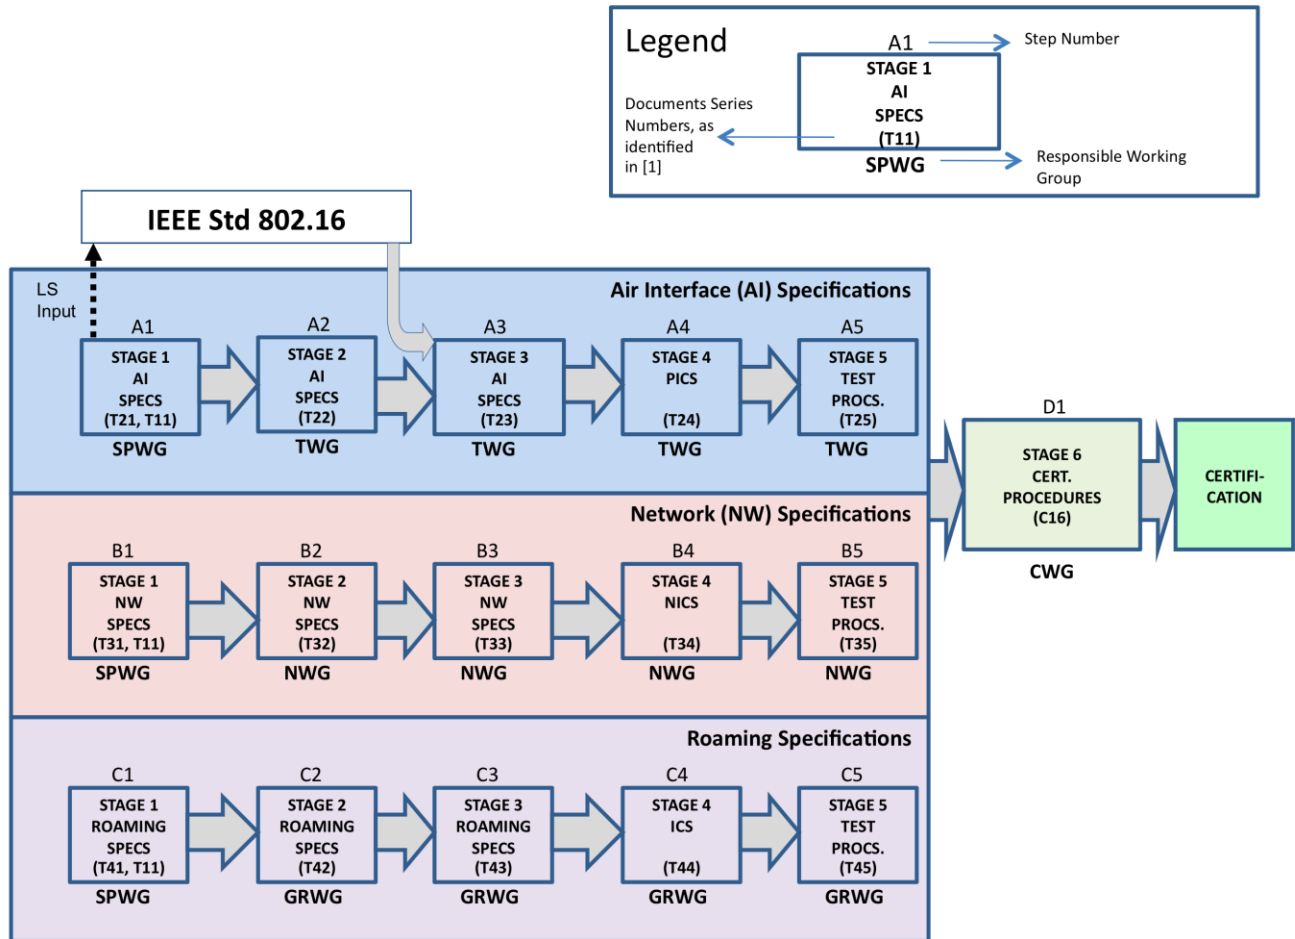 Legend
A1
Step Number
STAGE 1
AI
SPECS
(T11)
SPWG
Documents Series
Numbers, as
identified
in [1]
Responsible Working
Group
IEEE Std 802.16
LS
Input
Air Interface (AI) Specifications
A1
STAGE 1
AI
SPECS
(T21, T11)
SPWG
A2
STAGE 2
AI
SPECS
(T22)
TWG
A3
STAGE 3
AI
SPECS
(T23)
TWG
A4
STAGE 4
PICS
(T24)
TWG
A5
STAGE 5
TEST
PROCS.
(T25)
TWG
Network (NW) Specifications
B1
STAGE 1
NW
SPECS
(T31, T11)
SPWG
B2
STAGE 2
NW
SPECS
(T32)
NWG
B3
STAGE 3
NW
SPECS
(T33)
NWG
B4
STAGE 4
NICS
(T34)
NWG
B5
STAGE 5
TEST
PROCS.
(T35)
NWG
Roaming Specifications
C1
STAGE 1
ROAMING
SPECS
(T41, T11)
SPWG
C2
STAGE 2
ROAMING
SPECS
(T42)
GRWG
C3
STAGE 3
ROAMING
SPECS
(T43)
GRWG
C4
STAGE 4
ICS
(T44)
GRWG
C5
STAGE 5
TEST
PROCS.
(T45)
GRWG
D1
STAGE 6
CERT.
PROCEDURES
(C16)
CWG
CERTIFI-
CATION